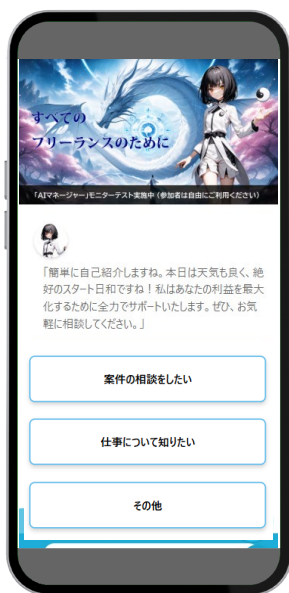 すべての
フリーランスのために
「AIマネージャー」モニターテスト実施中（参加者は自由にご利用ください）
「簡単に自己紹介しますね。本日は天気も良く、絶
好のスタート日和ですね！私はあなたの利益を最大
化するために全力でサポートいたします。ぜひ、お気
軽に相談してください。」
案件の相談をしたい
仕事について知りたい
その他